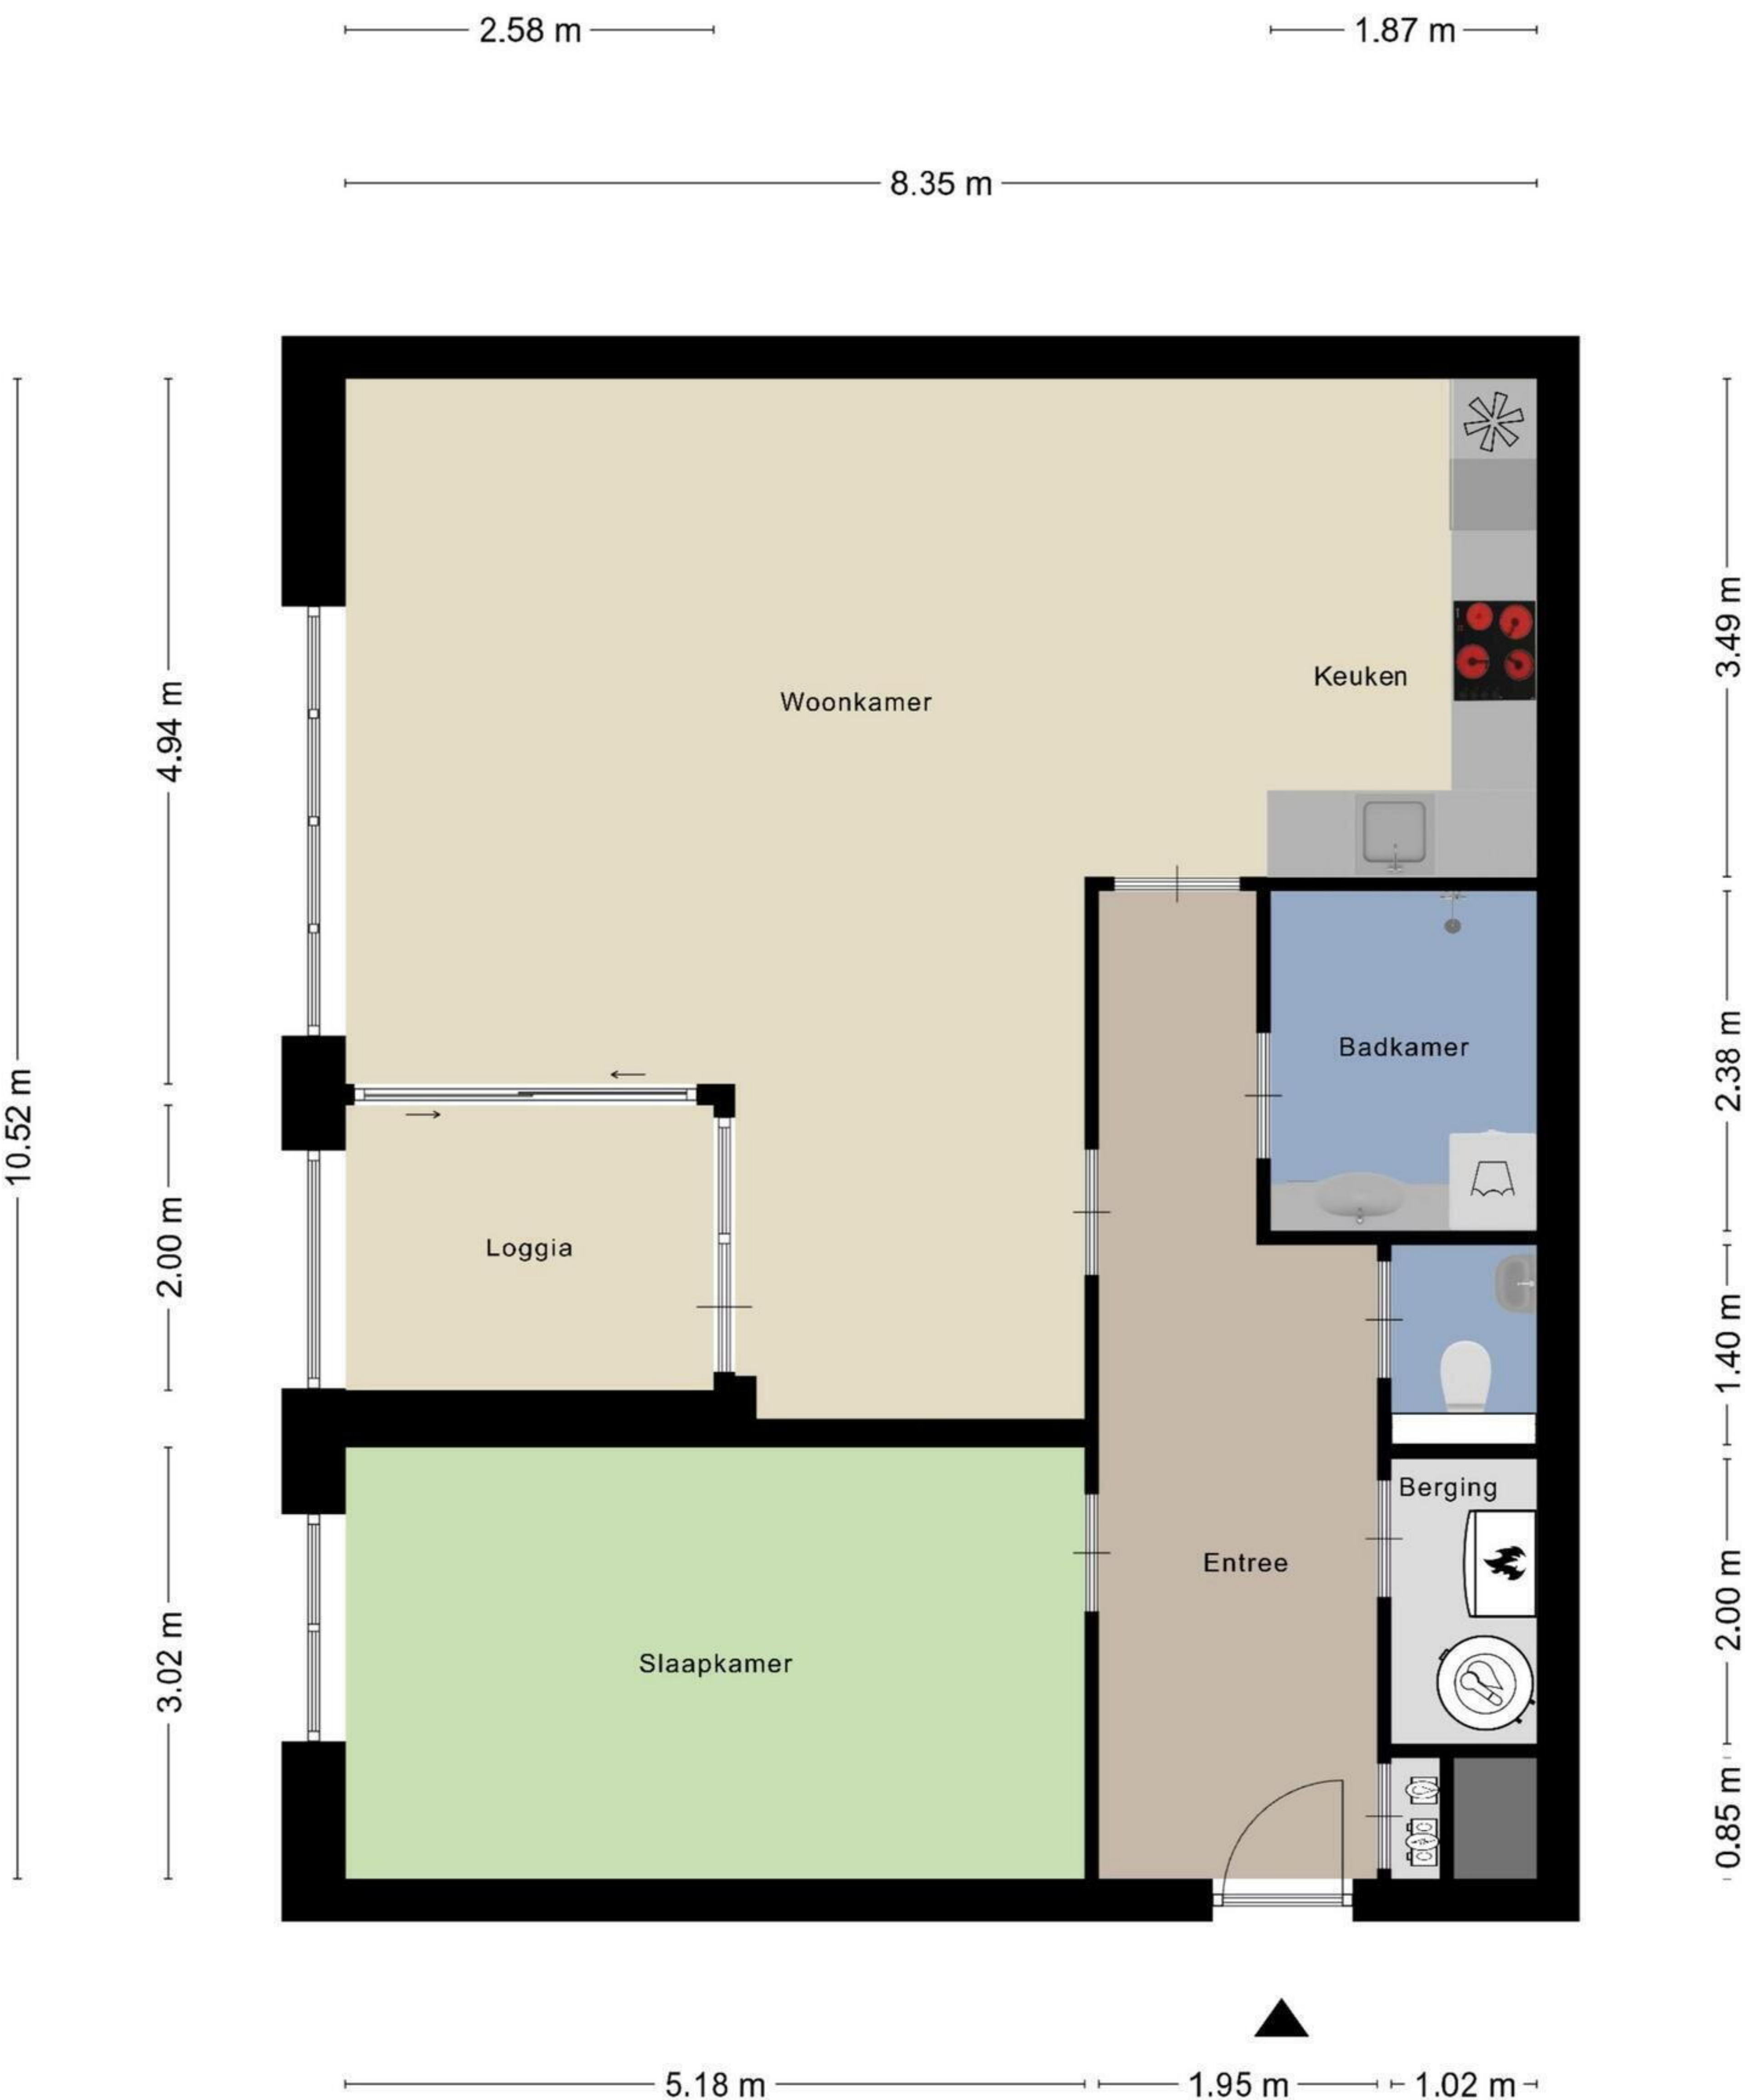 2.58 m
1.87 m
8.35 m
Keuken
Woonkamer
3.49 m
4.94 m
Badkamer
2.38 m
10.52 m
Loggia
2.00 m
1.40 m
Berging
Entree
2.00 m
Slaapkamer
3.02 m
0.85 m
5.18 m
1.95 m
1.02 m